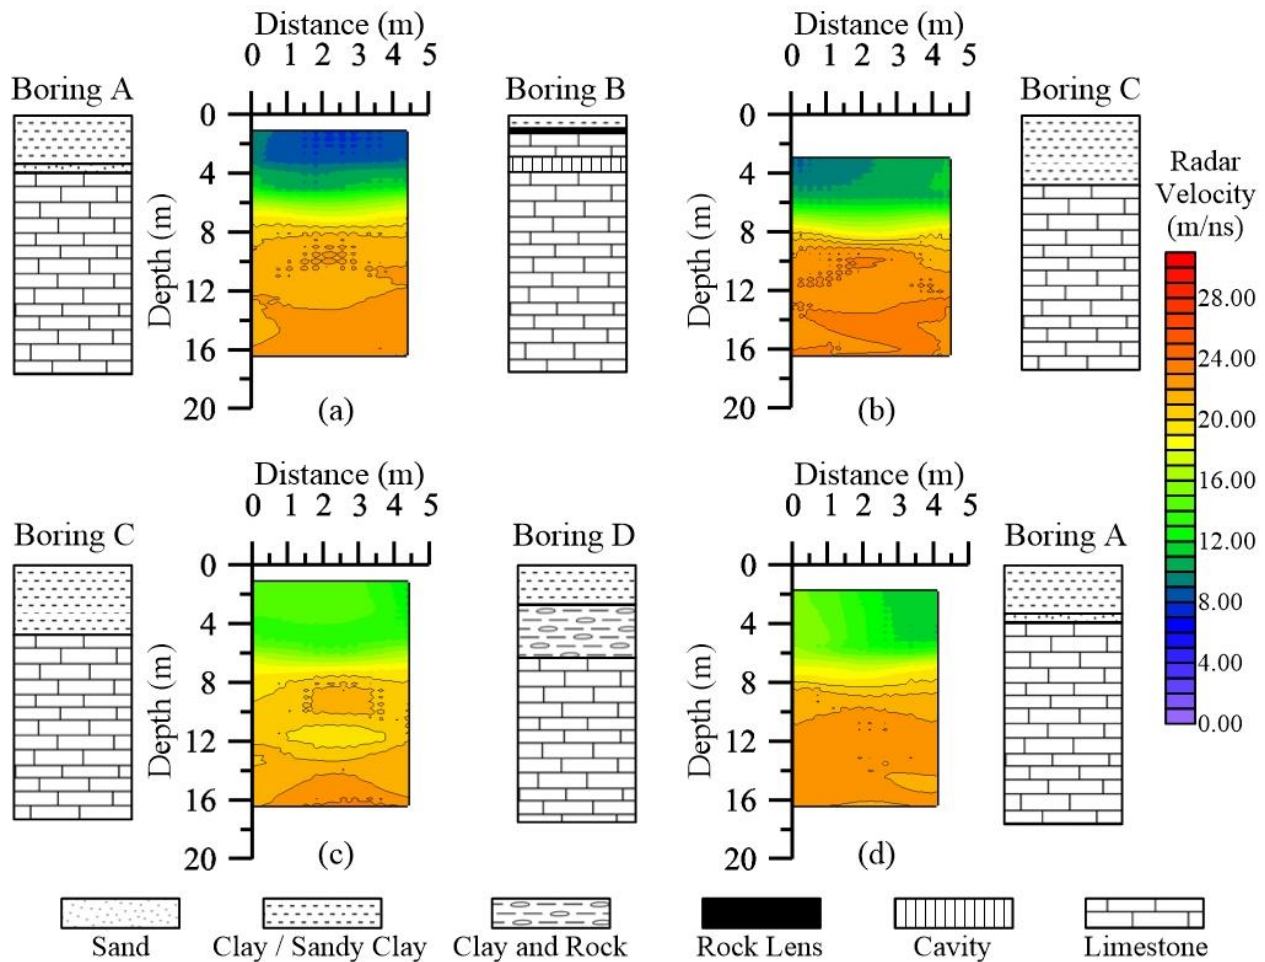 Distance (m)
0 1 2 3 4 5
Boring A
Boring B
0
4
8
12
16
20
Depth (m)
(a)
Distance (m)
0 1 2 3 4 5
Boring C
0
4
8
12
16
20
Depth (m)
(b)
Radar
Velocity
(m/ns)
28.00
24.00
20.00
16.00
12.00
8.00
4.00
0.00
Distance (m)
0 1 2 3 4 5
Boring C
Boring D
0
4
8
12
16
20
Depth (m)
(c)
Distance (m)
0 1 2 3 4 5
Boring A
0
4
8
12
16
20
Depth (m)
(d)
Sand
Clay / Sandy Clay
Clay and Rock
Rock Lens
Cavity
Limestone